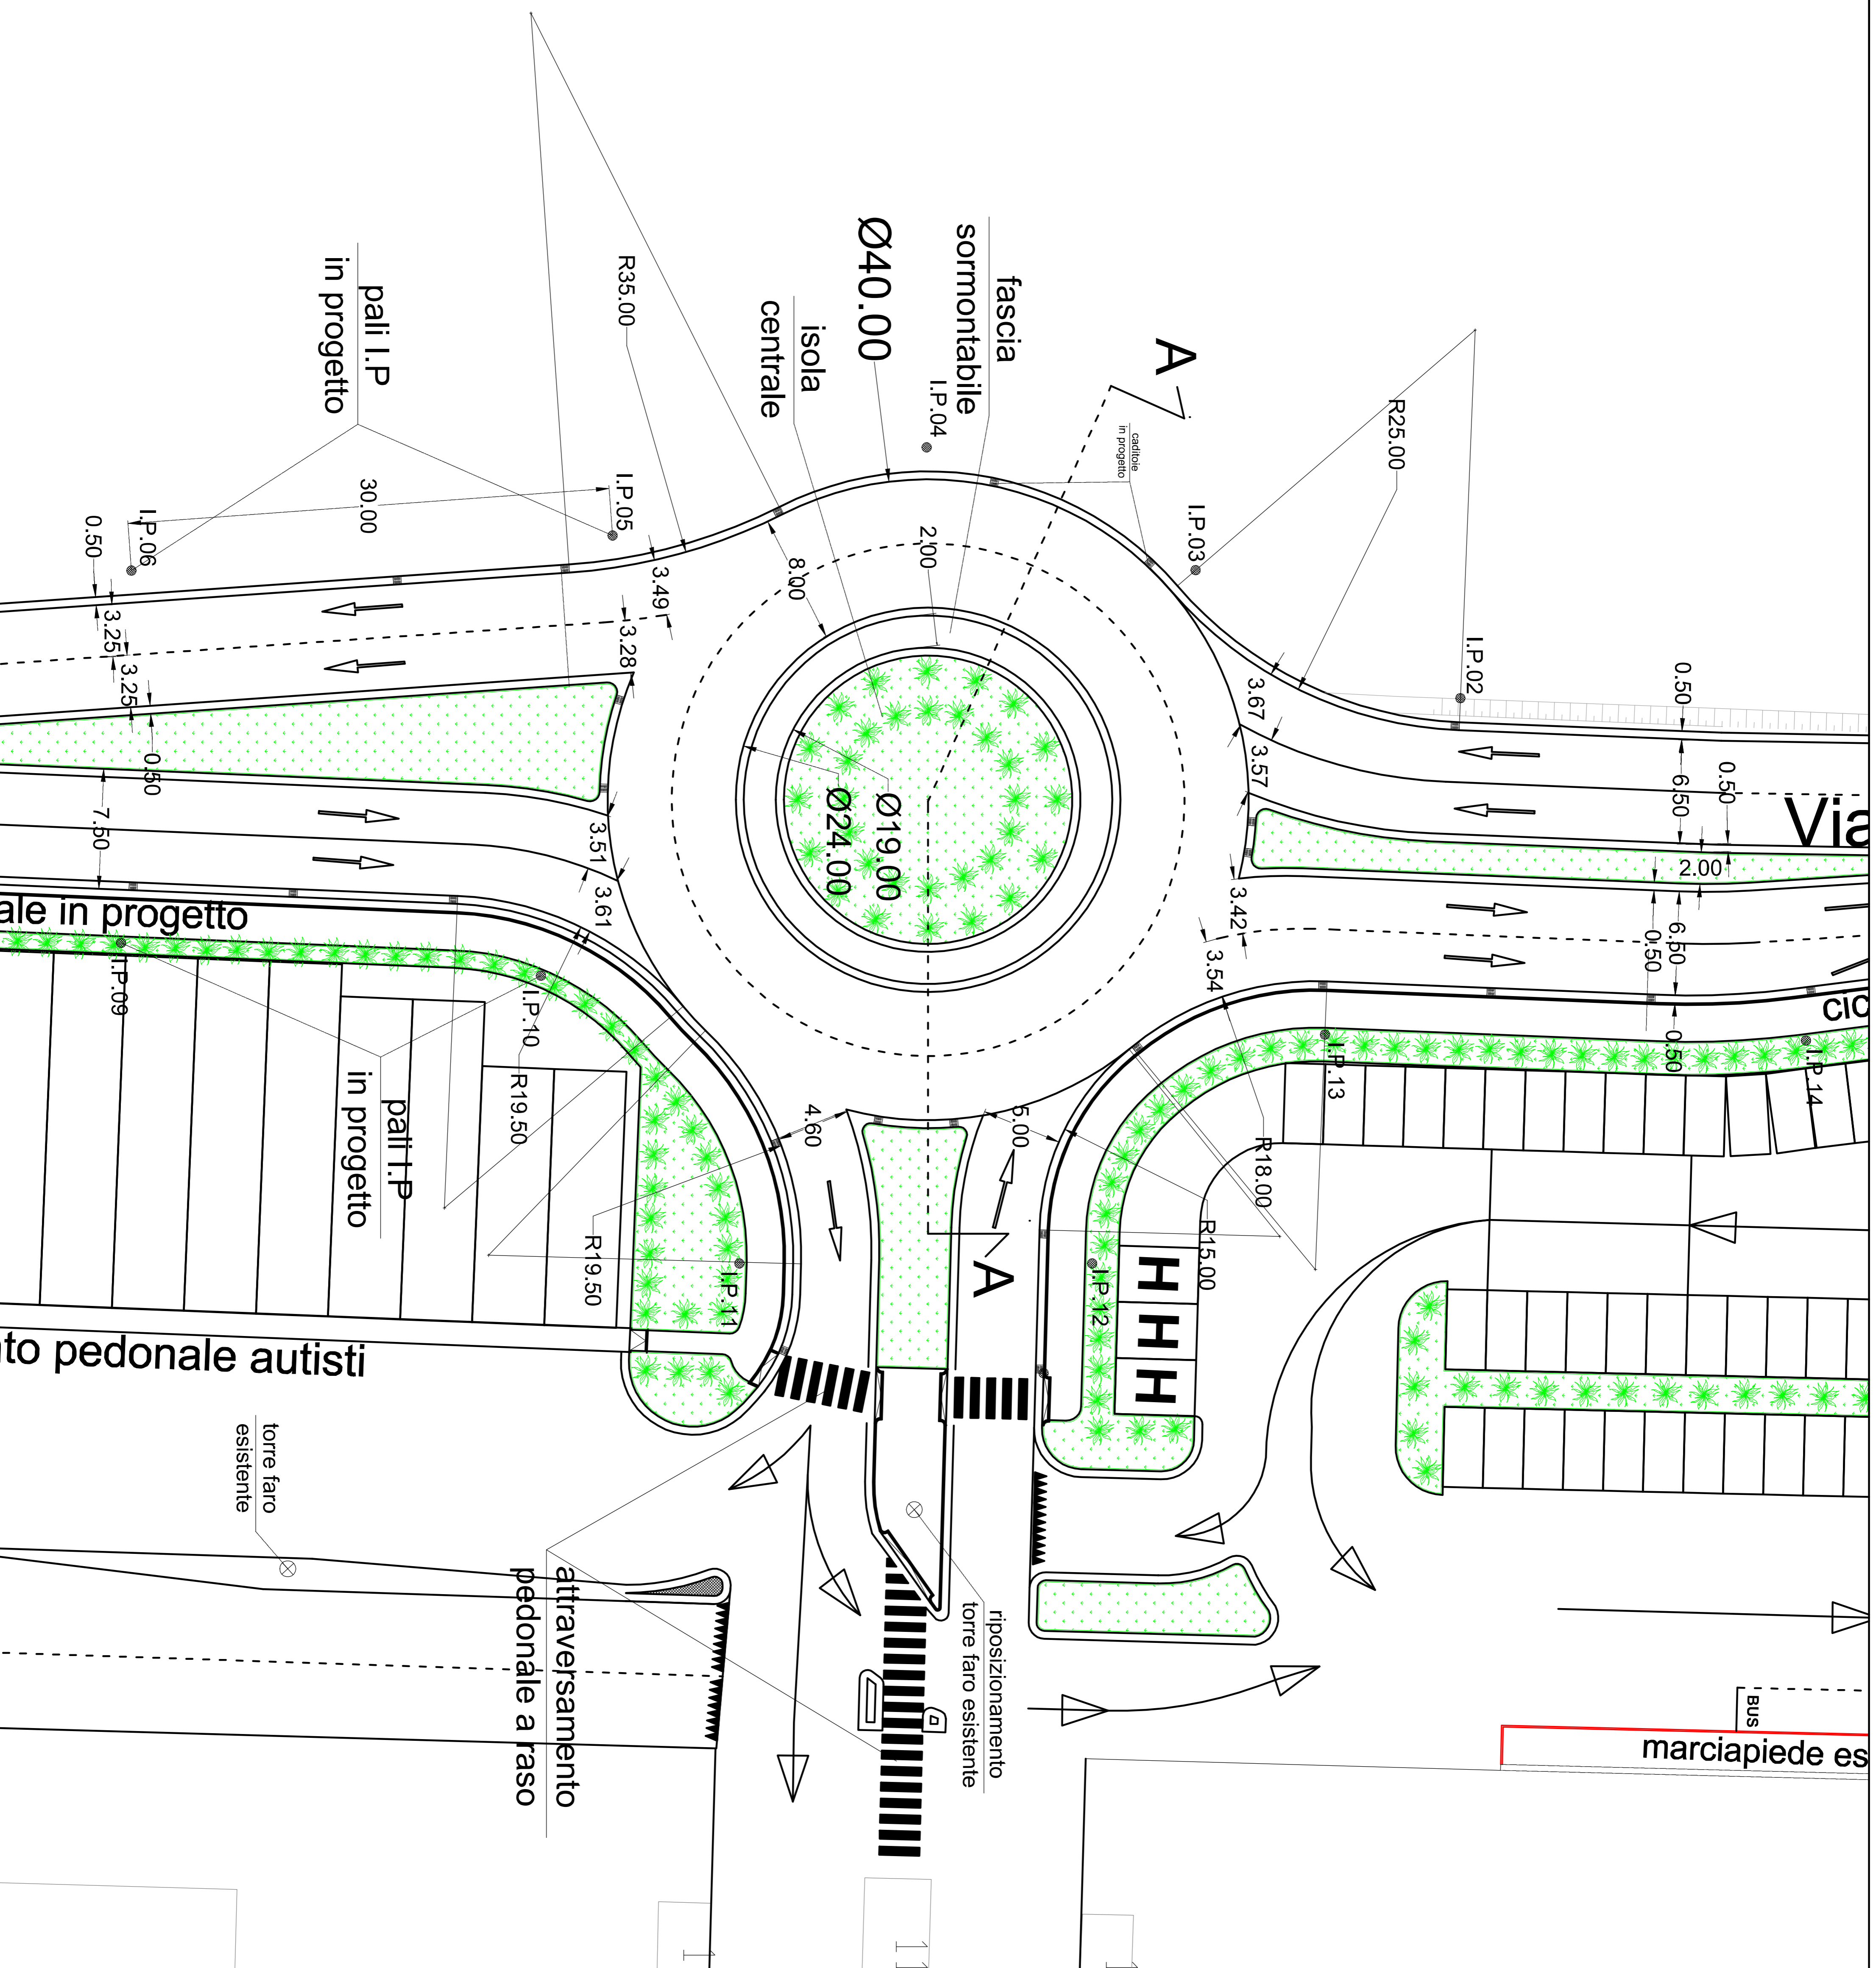 R35.00
Ø40.00
fascia
sormontabile
isola
centrale
I.P.04
A
caditoie
in progetto
R25.00
pali I.P
in progetto
30.00
I.P.05
I.P.06
0.50
3.25
3.25
0.50
3.49
3.28
8.00
2.00
I.P.03
I.P.02
3.67
3.57
0.50
6.50
0.50
Via
2.00
3.42
3.54
6.50
0.50
0.50
Ø19.00
Ø24.00
7.50
3.51
3.61
ale in progetto
I.P.09
I.P.10
R19.50
pali I.P
in progetto
R19.50
4.60
5.00
R18.00
R15.00
I.P.13
I.P.14
cic
I.P.11
I.P.12
A
H
H
H
to pedonale autisti
torre faro
esistente
attraversamento
pedonale a raso
riposizionamento
torre faro esistente
BUS
marciapiede es
1
11
1